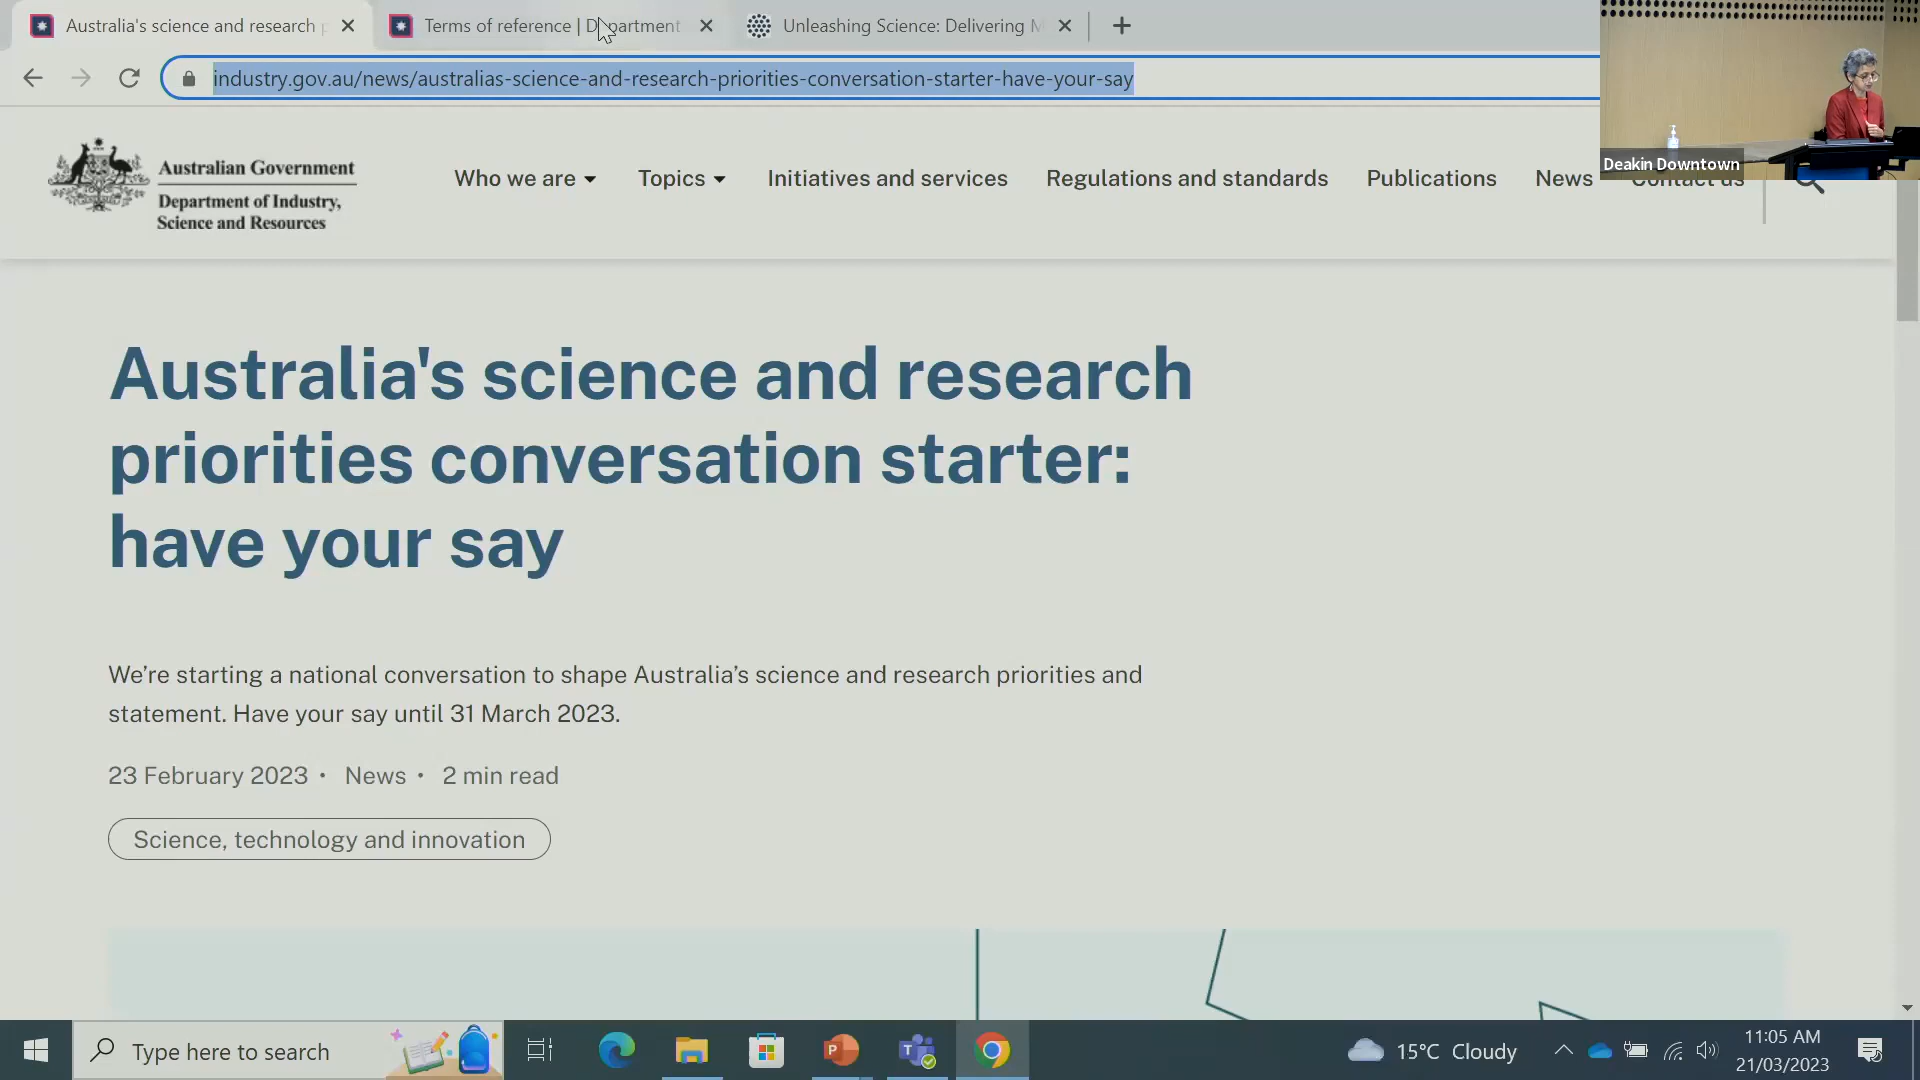 Australia's science and research p
Terms of reference | Department
Unleashing Science: Delivering M
industry.gov.au/news/australias-science-and-research-priorities-conversation-starter-have-your-say
Deakin Downtown
Australian Government
Department of Industry,
Science and Resources
Who we are
Topics
Initiatives and services
Regulations and standards
Publications
News
Contact us
Australia's science and research
priorities conversation starter:
have your say
We’re starting a national conversation to shape Australia’s science and research priorities and
statement. Have your say until 31 March 2023.
23 February 2023 • News • 2 min read
Science, technology and innovation
Type here to search
15°C Cloudy
11:05 AM
21/03/2023